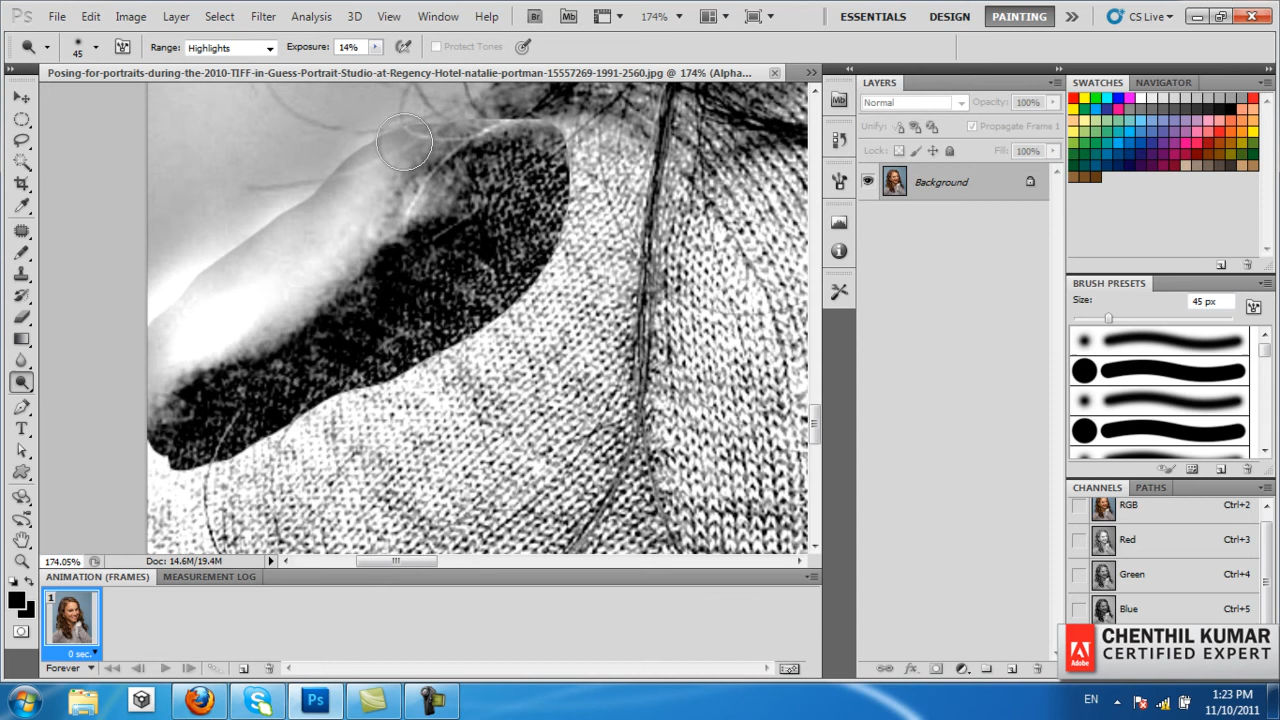 Ps File Edit Image Layer Select Filter Analysis 3D View Window Help Br Mb 174% ESSENTIALS DESIGN PAINTING CS Live
45 Range: Highlights Exposure: 14% Protect Tones
Posing-for-portraits-during-the-2010-TIFF-in-Guess-Portrait-Studio-at-Regency-Hotel-natalie-portman-15557269-1991-2560.jpg @ 174% (Alpha...
LAYERS
Normal Opacity: 100%
Unify: Propagate Frame 1
Lock: Fill: 100%
Background
Mb
SWATCHES NAVIGATOR
BRUSH PRESETS
Size: 45 px
CHANNELS PATHS
RGB Ctrl+2
Red Ctrl+3
Green Ctrl+4
Blue Ctrl+5
174.05% Doc: 14.6M/19.4M
ANIMATION (FRAMES) MEASUREMENT LOG
1
0 sec.
Forever
Adobe
CHENTHIL KUMAR
CERTIFIED EXPERT
Ps
EN
1:23 PM
11/10/2011